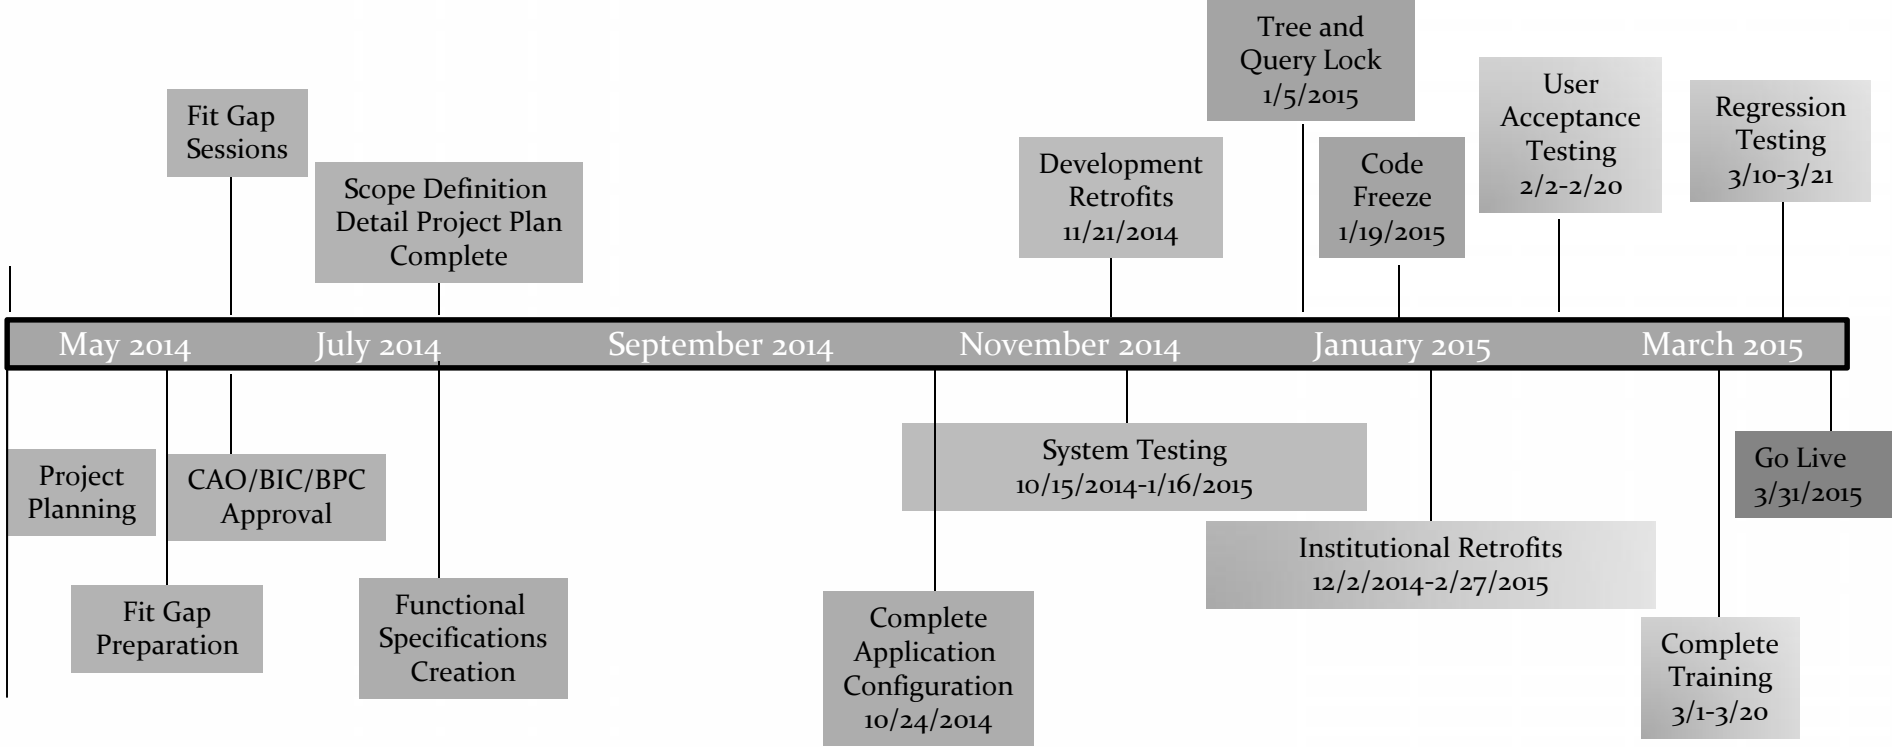 Tree and
Query Lock
1/5/2015
User
Acceptance
Testing
2/2-2/20
Regression
Testing
3/10-3/21
Fit Gap
Sessions
Development
Retrofits
11/21/2014
Code
Freeze
1/19/2015
Scope Definition
Detail Project Plan
Complete
May 2014
July 2014
September 2014
November 2014
January 2015
March 2015
Project
Planning
CAO/BIC/BPC
Approval
System Testing
10/15/2014-1/16/2015
Go Live
3/31/2015
Institutional Retrofits
12/2/2014-2/27/2015
Fit Gap
Preparation
Functional
Specifications
Creation
Complete
Application
Configuration
10/24/2014
Complete
Training
3/1-3/20